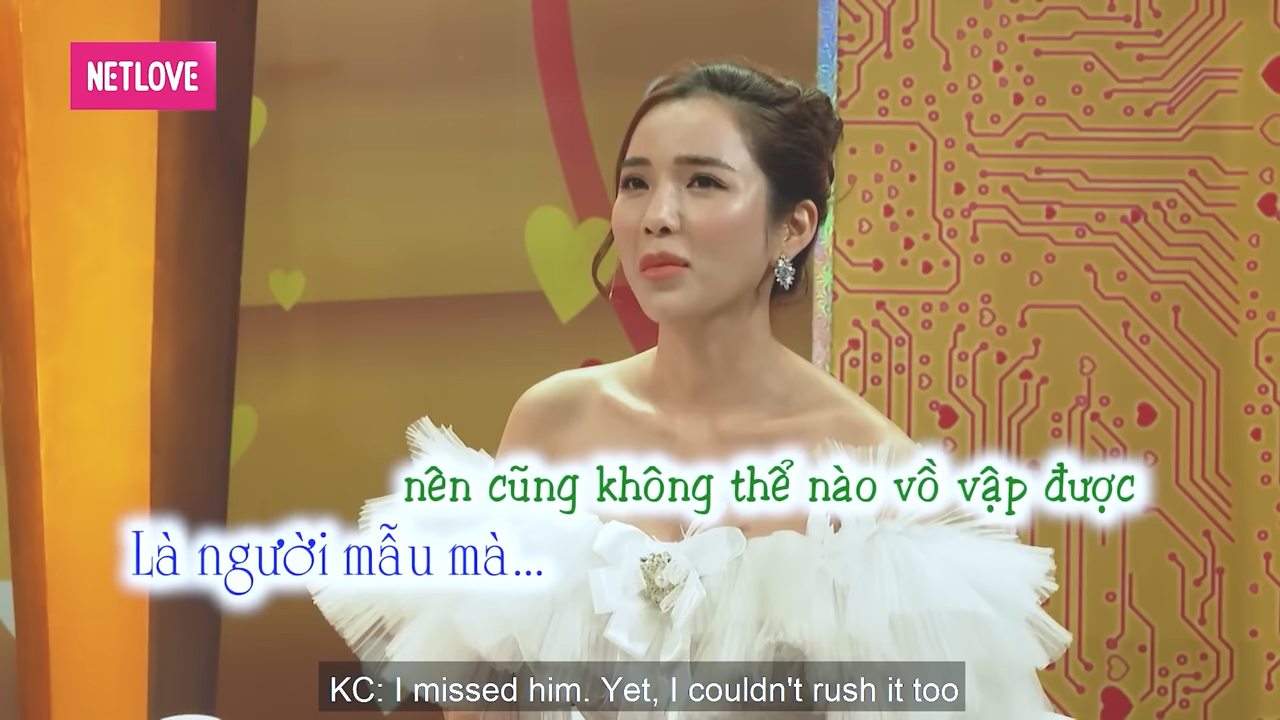 NETLOVE
nên cũng không thể nào vồ vập được
Là người mẫu mà...
KC: I missed him. Yet, I couldn't rush it too